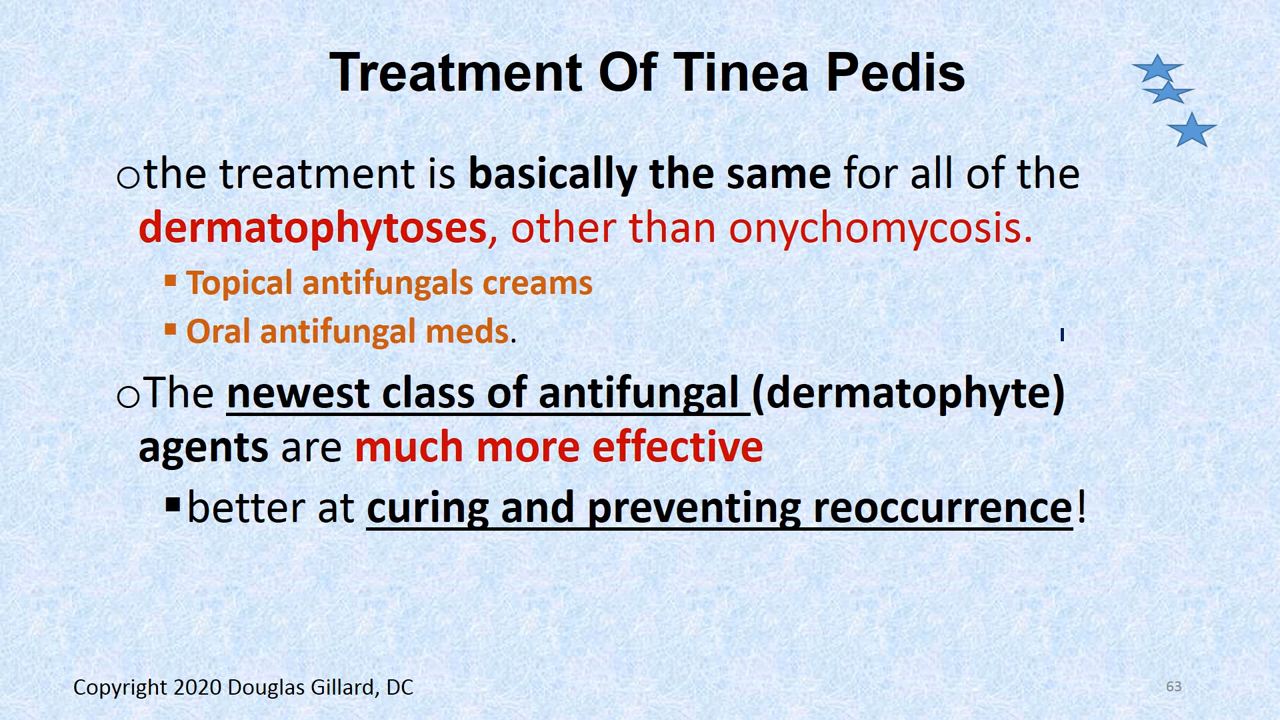 Treatment Of Tinea Pedis
○the treatment is basically the same for all of the
dermatophytoses, other than onychomycosis.
▪ Topical antifungals creams
▪ Oral antifungal meds.
○The newest class of antifungal (dermatophyte)
agents are much more effective
▪better at curing and preventing reoccurrence!
Copyright 2020 Douglas Gillard, DC
63